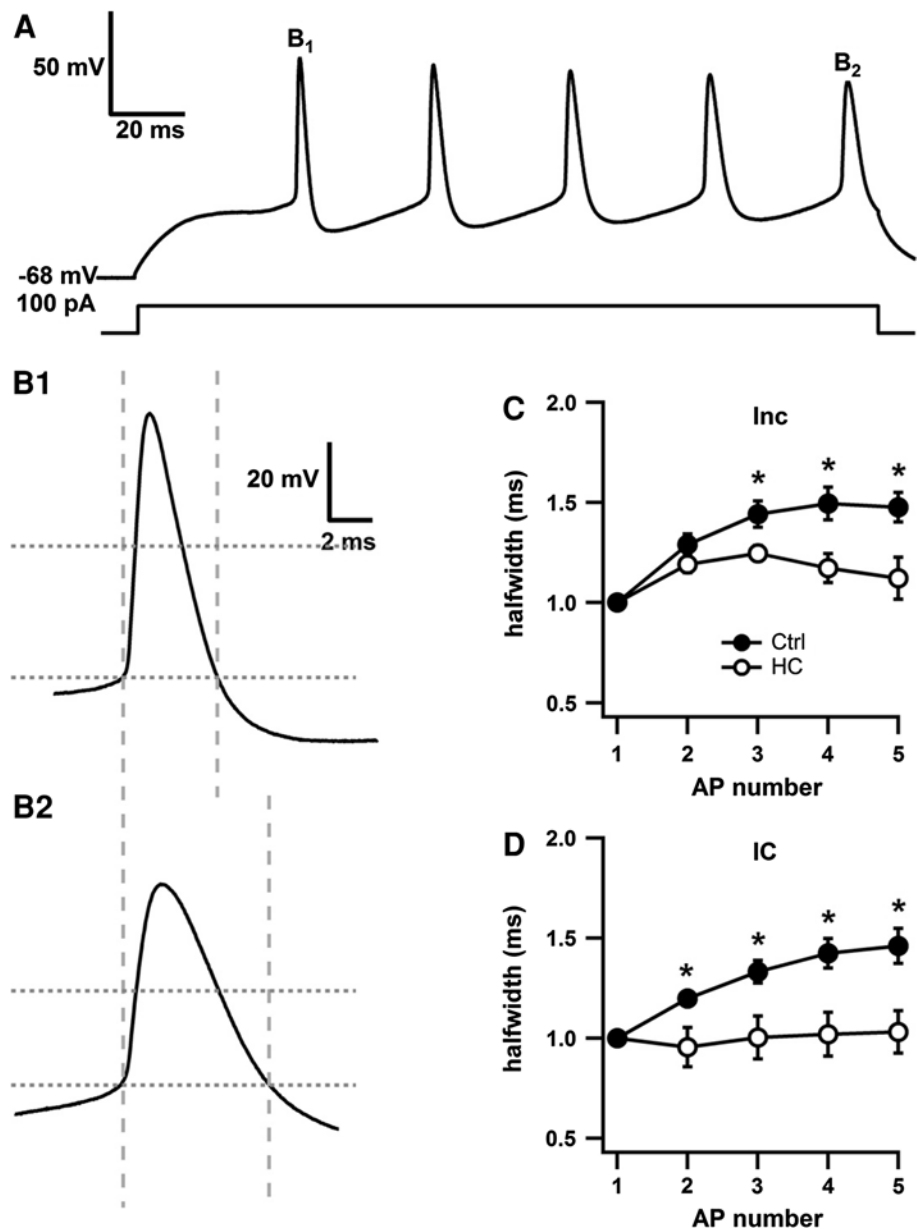 A
50 mV
20 ms
B1
B2
-68 mV
100 pA
B1
20 mV
2 ms
B2
C
Inc
2.0
1.5
1.0
0.5
halfwidth (ms)
* * *
Ctrl
HC
1 2 3 4 5
AP number
D
IC
2.0
1.5
1.0
0.5
halfwidth (ms)
* * * *
1 2 3 4 5
AP number